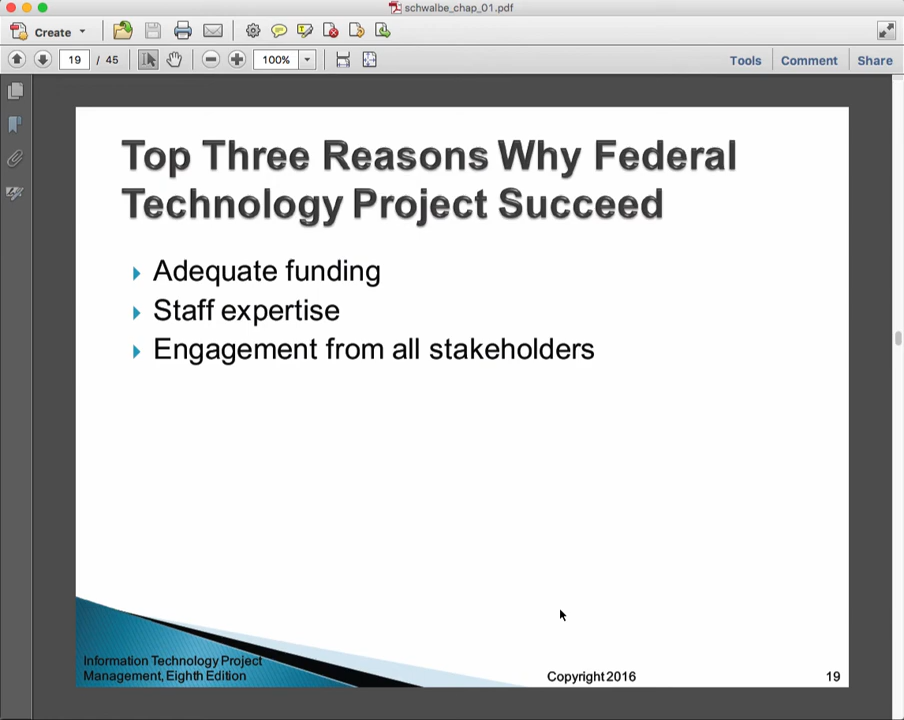 schwalbe_chap_01.pdf
Create
19 / 45
100%
Tools Comment Share
Top Three Reasons Why Federal
Technology Project Succeed
Adequate funding
Staff expertise
Engagement from all stakeholders
Information Technology Project
Management, Eighth Edition
Copyright 2016
19